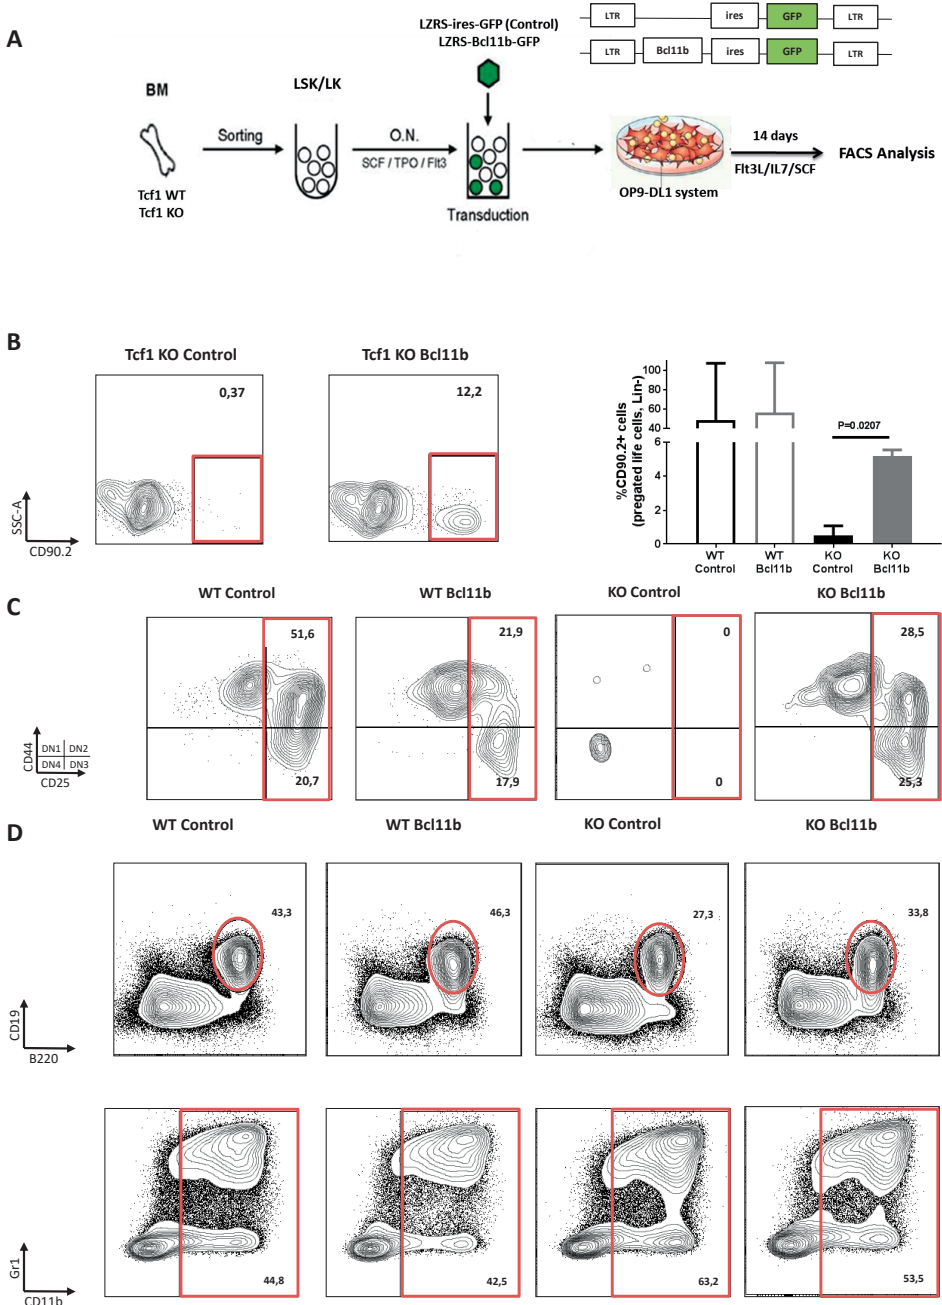 A
LZRS-ires-GFP (Control)
LZRS-Bcl11b-GFP
LTR ires GFP LTR
LTR Bcl11b ires GFP LTR
BM
LSK/LK
Sorting
O.N.
SCF / TPO / Flt3
14 days
Flt3L/IL7/SCF
FACS Analysis
Tcf1 WT
Tcf1 KO
Transduction
OP9-DL1 system
B
Tcf1 KO Control
Tcf1 KO Bcl11b
0,37
12,2
SSC-A
CD90.2
%CD90.2+ cells
(pregated life cells, Lin-)
100
80
60
40
6
4
2
0
P=0.0207
WT Control
WT Bcl11b
KO Control
KO Bcl11b
C
WT Control
WT Bcl11b
KO Control
KO Bcl11b
51,6
21,9
0
28,5
CD44
DN1 DN2
DN4 DN3
CD25
20,7
17,9
0
25,3
D
WT Control
WT Bcl11b
KO Control
KO Bcl11b
43,3
46,3
27,3
33,8
CD19
B220
Gr1
CD11b
44,8
42,5
63,2
53,5